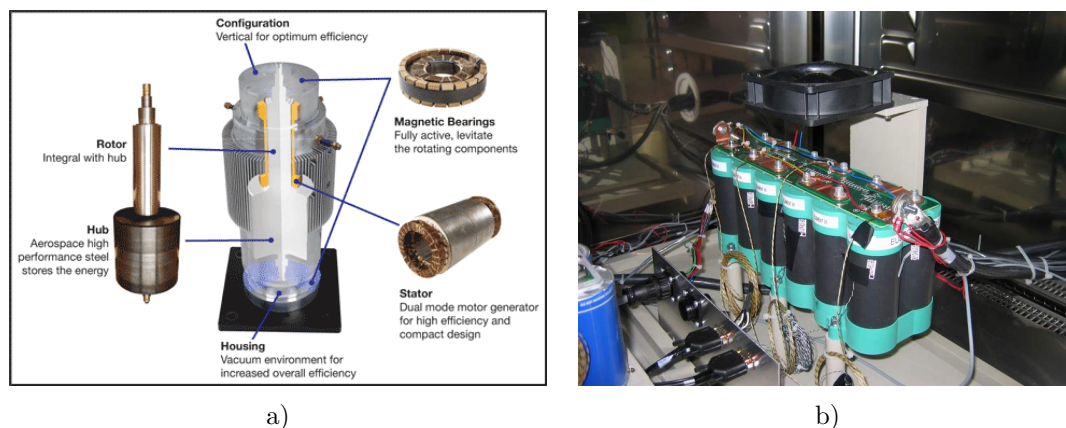 Configuration
Vertical for optimum efficiency
Rotor
Integral with hub
Hub
Aerospace high
performance steel
stores the energy
Magnetic Bearings
Fully active, levitate
the rotating components
Stator
Dual mode motor generator
for high efficiency and
compact design
Housing
Vacuum environment for
increased overall efficiency
a)
b)